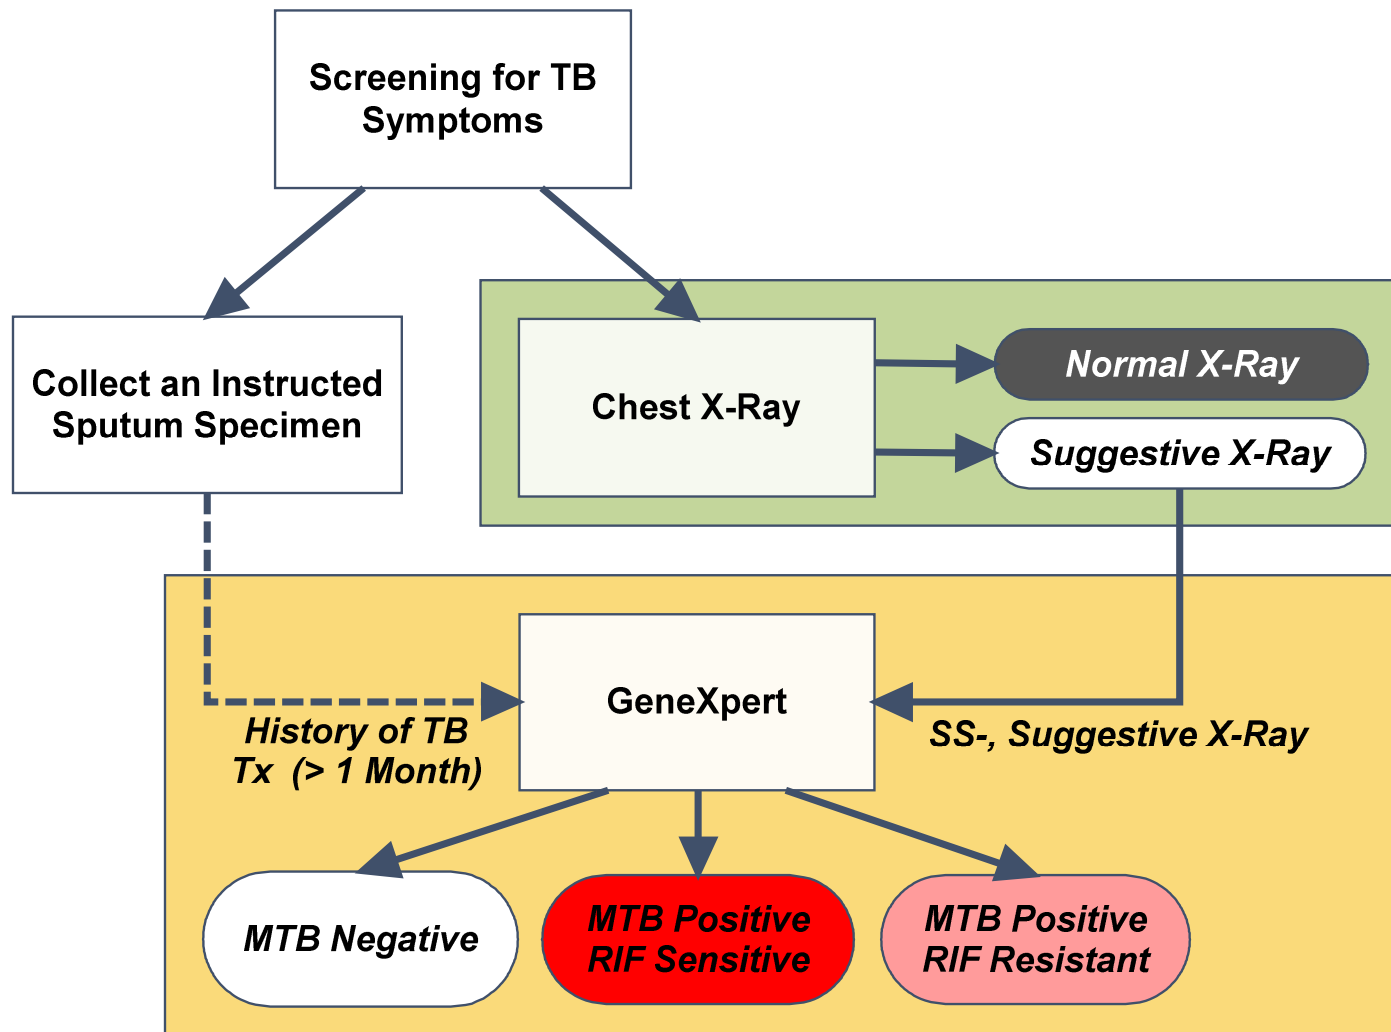 Screening for TB
Symptoms
Collect an Instructed
Sputum Specimen
Chest X-Ray
Normal X-Ray
Suggestive X-Ray
GeneXpert
History of TB
Tx (> 1 Month)
SS-, Suggestive X-Ray
MTB Negative
MTB Positive
RIF Sensitive
MTB Positive
RIF Resistant